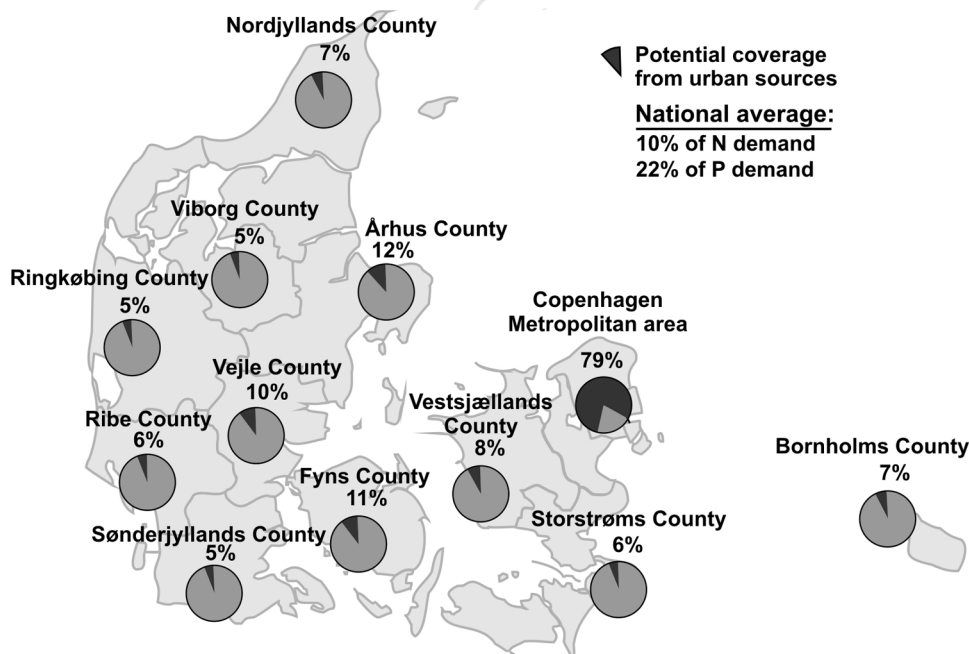 Nordjyllands County
7%
Potential coverage
from urban sources
National average:
10% of N demand
22% of P demand
Viborg County
5%
Århus County
12%
Ringkøbing County
5%
Copenhagen
Metropolitan area
79%
Vejle County
10%
Vestsjællands
County
8%
Ribe County
6%
Bornholms County
7%
Fyns County
11%
Storstrøms County
6%
Sønderjyllands County
5%